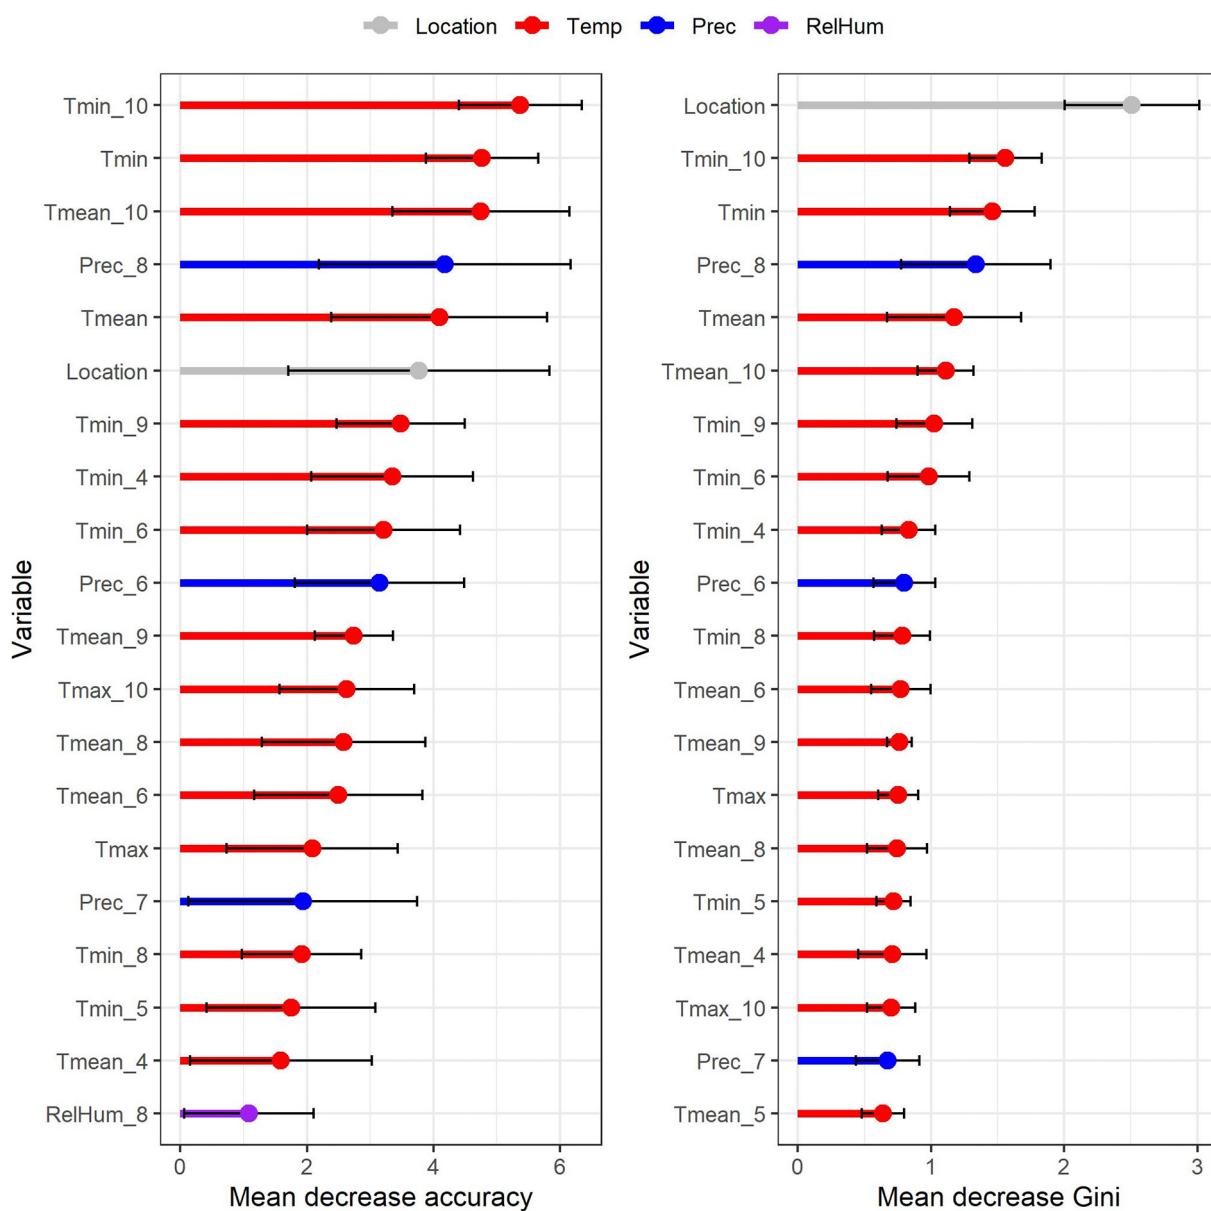 Location Temp Prec RelHum
Variable
Tmin_10
Tmin
Tmean_10
Prec_8
Tmean
Location
Tmin_9
Tmin_4
Tmin_6
Prec_6
Tmean_9
Tmax_10
Tmean_8
Tmean_6
Tmax
Prec_7
Tmin_8
Tmin_5
Tmean_4
RelHum_8
0 2 4 6
Mean decrease accuracy
Variable
Location
Tmin_10
Tmin
Prec_8
Tmean
Tmean_10
Tmin_9
Tmin_6
Tmin_4
Prec_6
Tmin_8
Tmean_6
Tmean_9
Tmax
Tmean_8
Tmin_5
Tmean_4
Tmax_10
Prec_7
Tmean_5
0 1 2 3
Mean decrease Gini